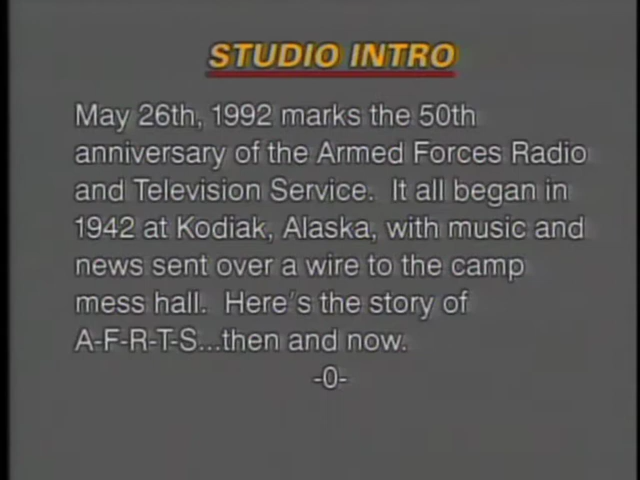 STUDIO INTRO
May 26th, 1992 marks the 50th
anniversary of the Armed Forces Radio
and Television Service.  It all began in
1942 at Kodiak, Alaska, with music and
news sent over a wire to the camp
mess hall.  Here's the story of
A-F-R-T-S...then and now.
-0-